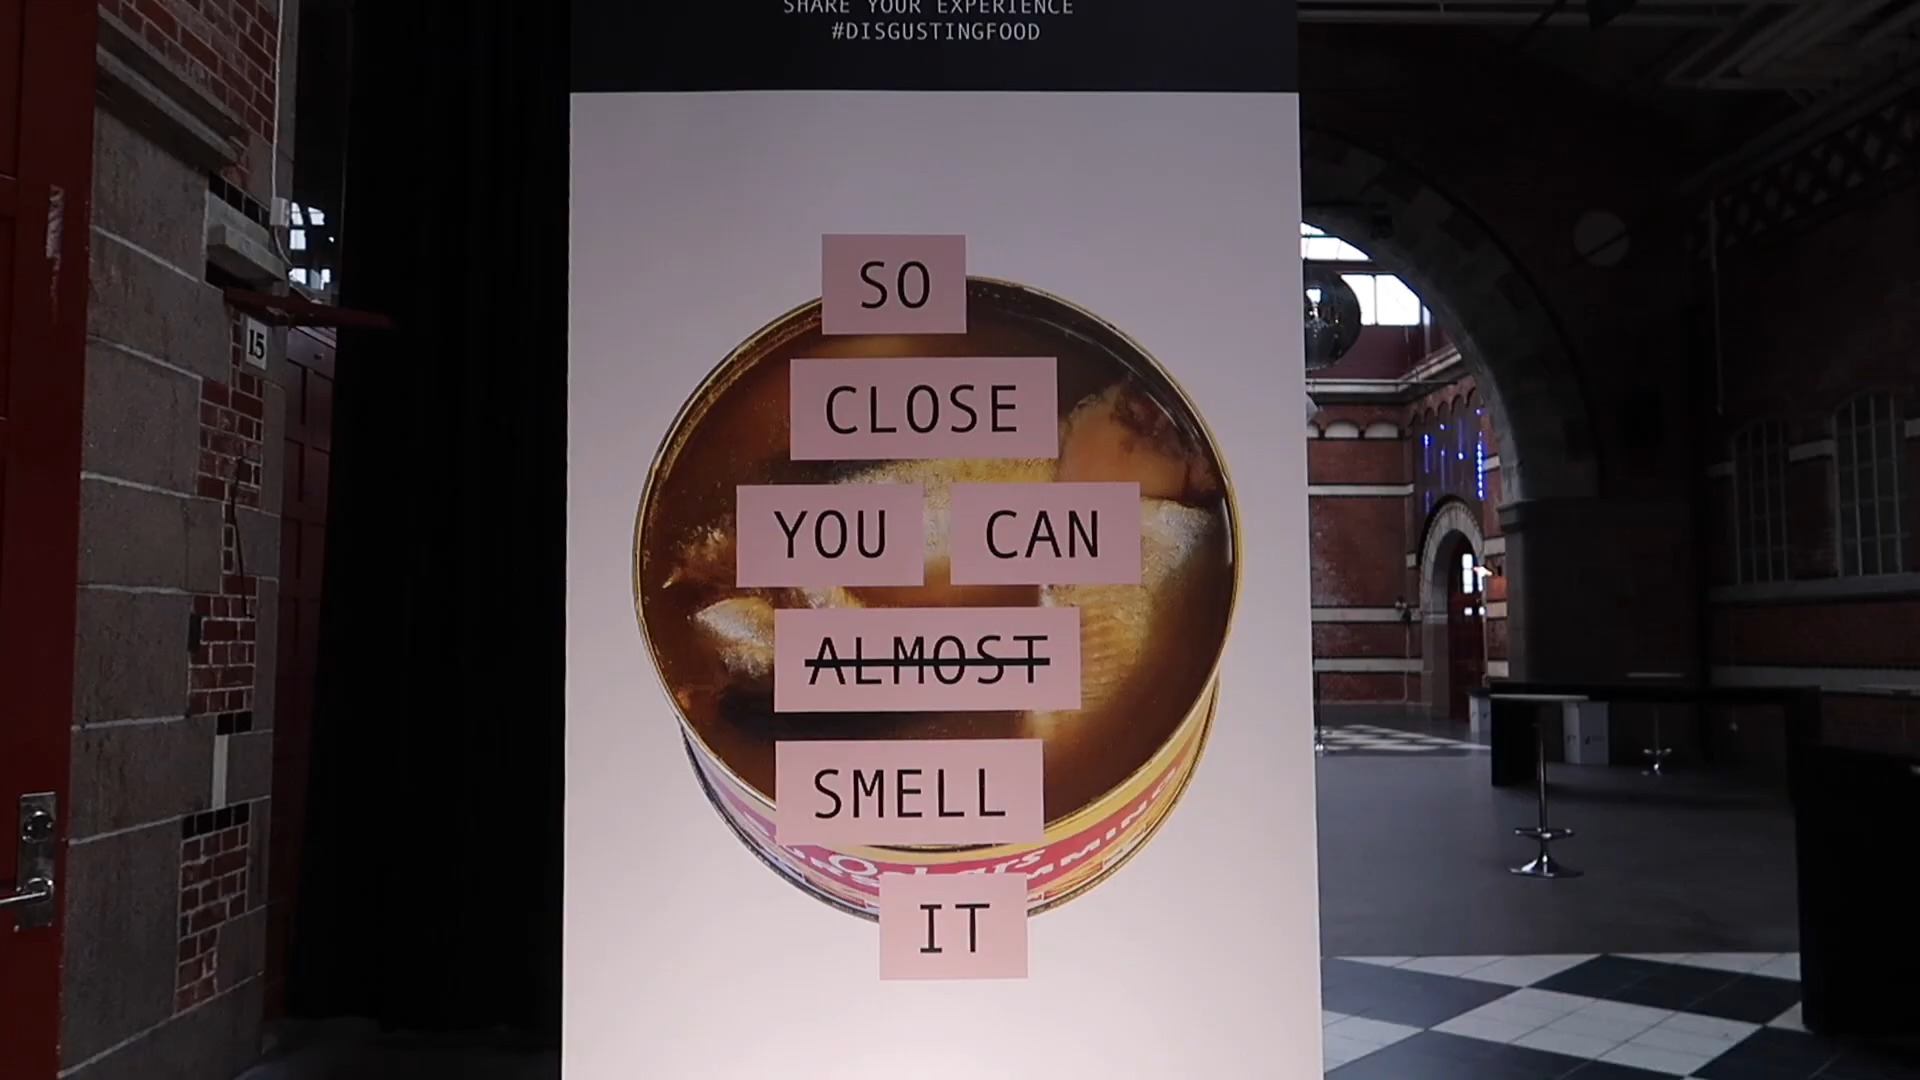 SHARE YOUR EXPERIENCE
#DISGUSTINGFOOD
15
SO
CLOSE
YOU CAN
ALMOST
SMELL
IT